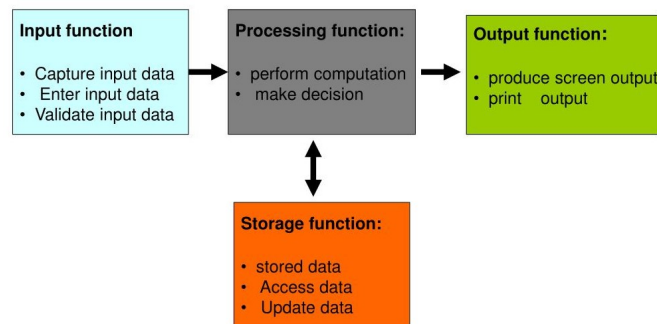 Input function
• Capture input data
• Enter input data
• Validate input data
Processing function:
• perform computation
• make decision
Output function:
• produce screen output
• print output
Storage function:
• stored data
• Access data
• Update data